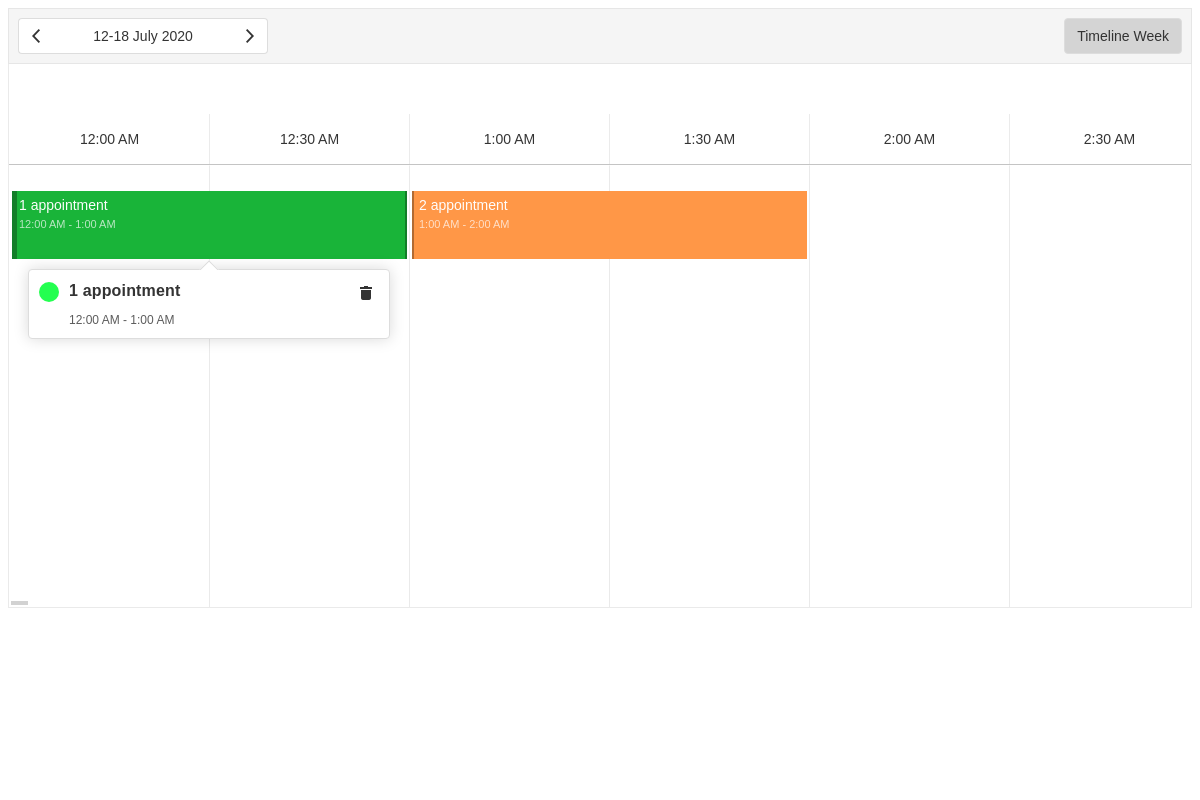 12-18 July 2020
Timeline Week
12:00 AM
12:30 AM
1:00 AM
1:30 AM
2:00 AM
2:30 AM
1 appointment
12:00 AM - 1:00 AM
2 appointment
1:00 AM - 2:00 AM
1 appointment
12:00 AM - 1:00 AM